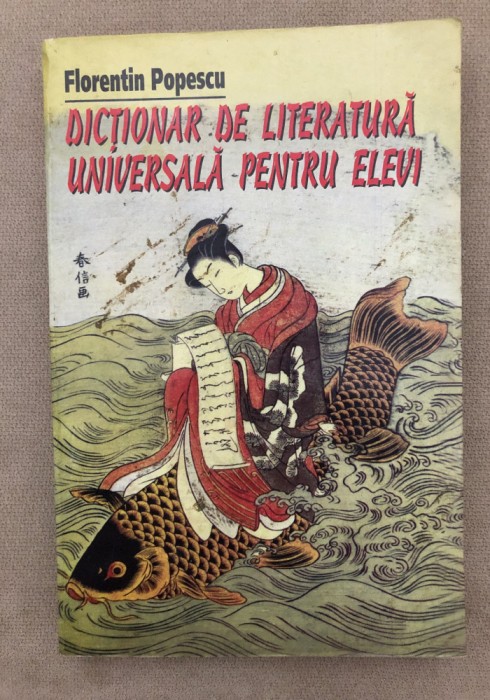 Florentin Popescu
DICȚIONAR DE LITERATURĂ
UNIVERSALĂ PENTRU ELEVI
春信画